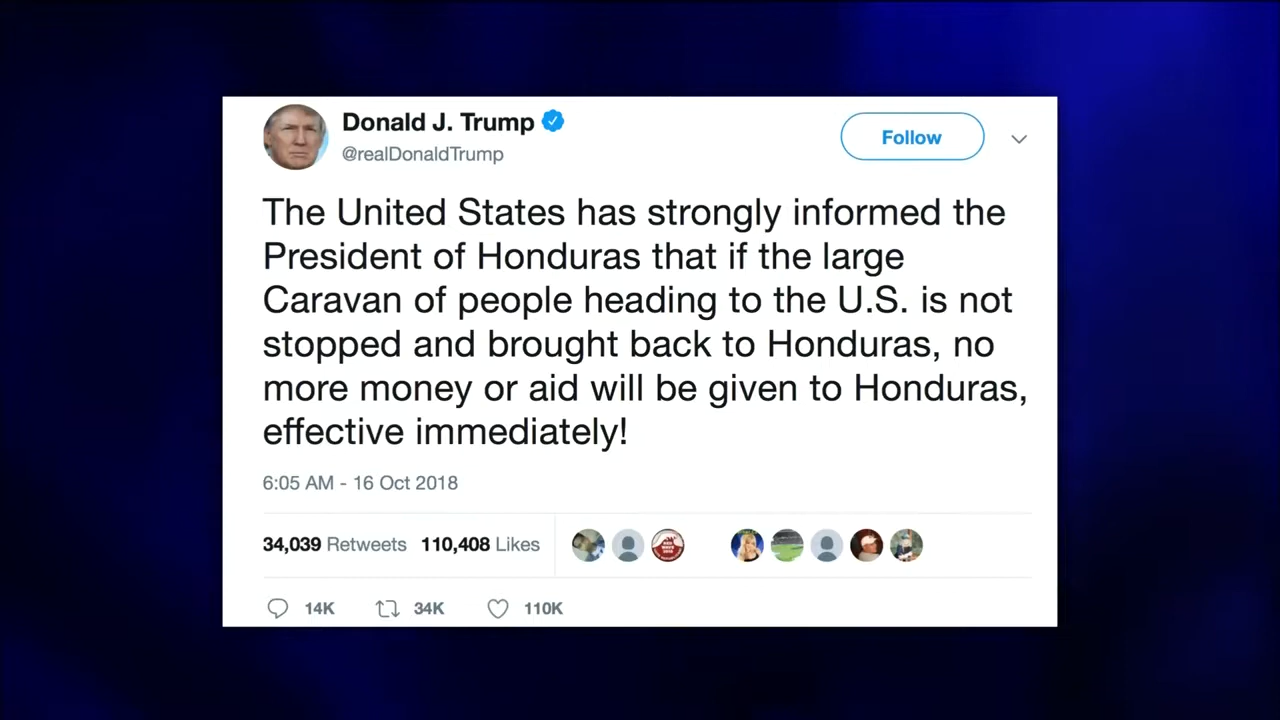 Donald J. Trump
@realDonaldTrump
Follow
The United States has strongly informed the
President of Honduras that if the large
Caravan of people heading to the U.S. is not
stopped and brought back to Honduras, no
more money or aid will be given to Honduras,
effective immediately!
6:05 AM - 16 Oct 2018
34,039 Retweets 110,408 Likes
14K 34K 110K